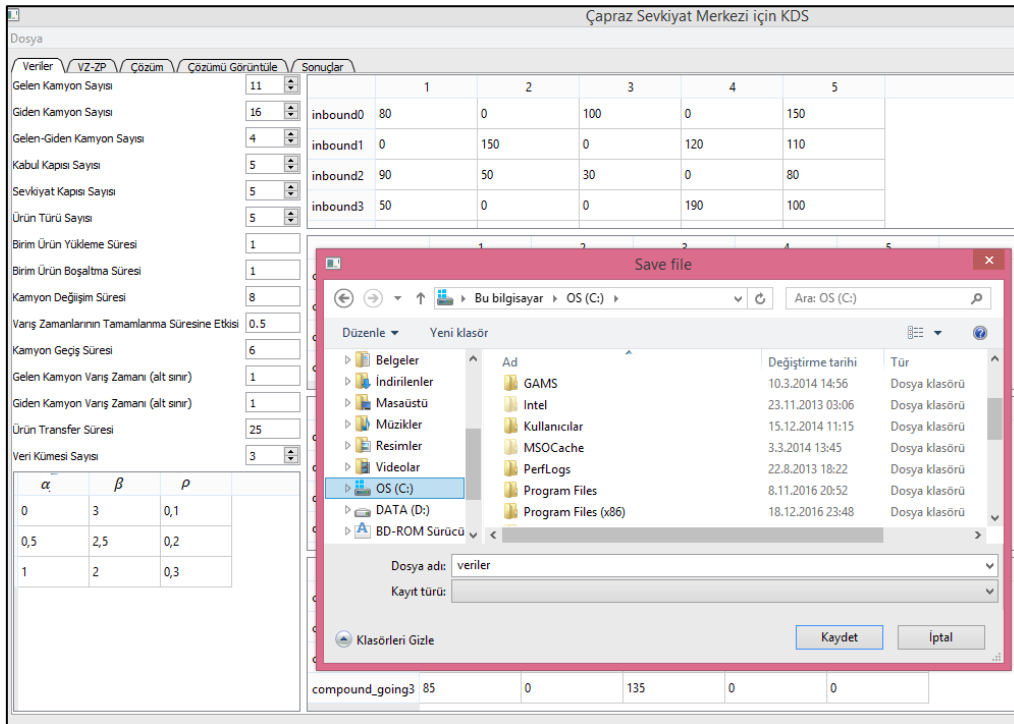 Çapraz Sevkiyat Merkezi için KDS
Dosya
Veriler VZ-ZP Çözüm Çözümü Görüntüle Sonuçlar
Gelen Kamyon Sayısı 11
Giden Kamyon Sayısı 16
Gelen-Giden Kamyon Sayısı 4
Kabul Kapısı Sayısı 5
Sevkiyat Kapısı Sayısı 5
Ürün Türü Sayısı 5
Birim Ürün Yükleme Süresi 1
Birim Ürün Boşaltma Süresi 1
Kamyon Değişim Süresi 8
Varış Zamanlarının Tamamlanma Süresine Etkisi 0.5
Kamyon Geçiş Süresi 6
Gelen Kamyon Varış Zamanı (alt sınır) 1
Giden Kamyon Varış Zamanı (alt sınır) 1
Ürün Transfer Süresi 25
Veri Kümesi Sayısı 3
α β ρ
0 3 0,1
0,5 2,5 0,2
1 2 0,3
1 2 3 4 5
inbound0 80 0 100 0 150
inbound1 0 150 0 120 110
inbound2 90 50 30 0 80
inbound3 50 0 0 190 100
Save file
Bu bilgisayar OS (C:)
Ara: OS (C:)
Düzenle Yeni klasör
Belgeler
İndirilenler
Masaüstü
Müzikler
Resimler
Videolar
OS (C:)
DATA (D:)
BD-ROM Sürücü
Ad Değiştirme tarihi Tür
GAMS 10.3.2014 14:56 Dosya klasörü
Intel 23.11.2013 03:06 Dosya klasörü
Kullanıcılar 15.12.2014 11:15 Dosya klasörü
MSOCache 3.3.2014 13:45 Dosya klasörü
PerfLogs 22.8.2013 18:22 Dosya klasörü
Program Files 8.11.2016 20:52 Dosya klasörü
Program Files (x86) 18.12.2016 23:48 Dosya klasörü
Dosya adı: veriler
Kayıt türü:
Klasörleri Gizle
Kaydet İptal
compound_going3 85 0 135 0 0